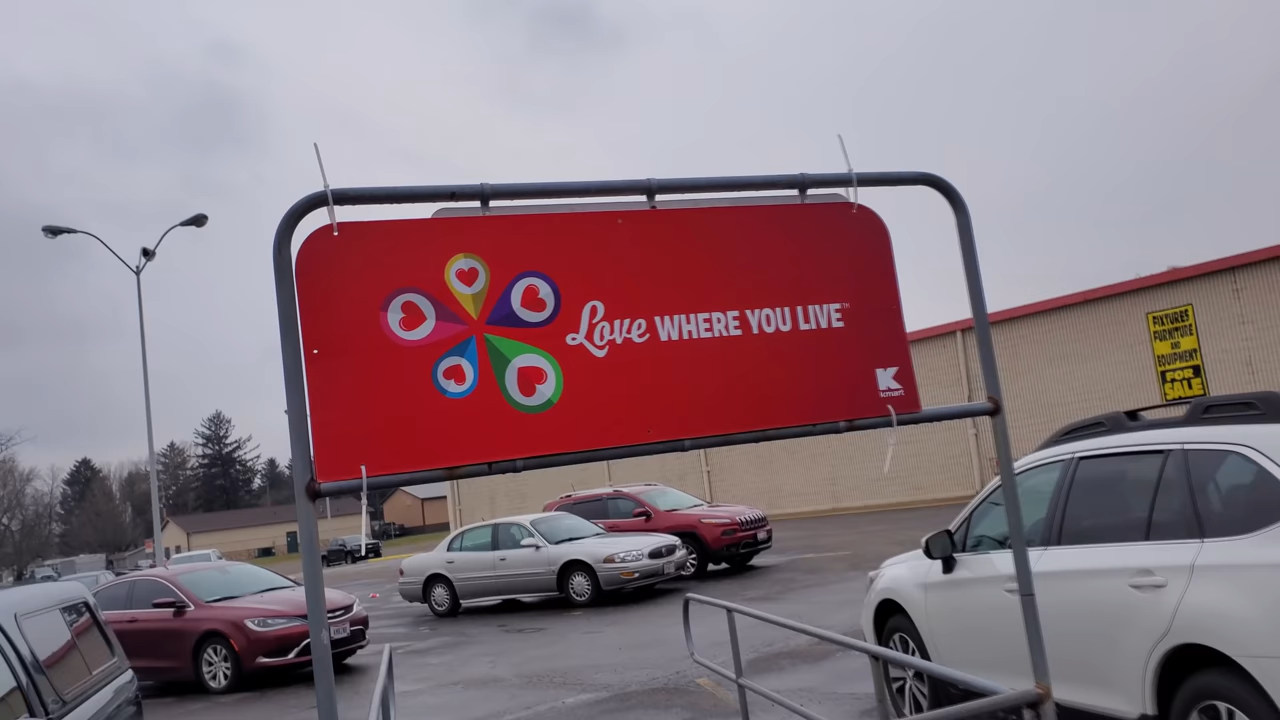 Love WHERE YOU LIVE™
K
kmart
FIXTURES
FURNITURE
AND
EQUIPMENT
FOR
SALE